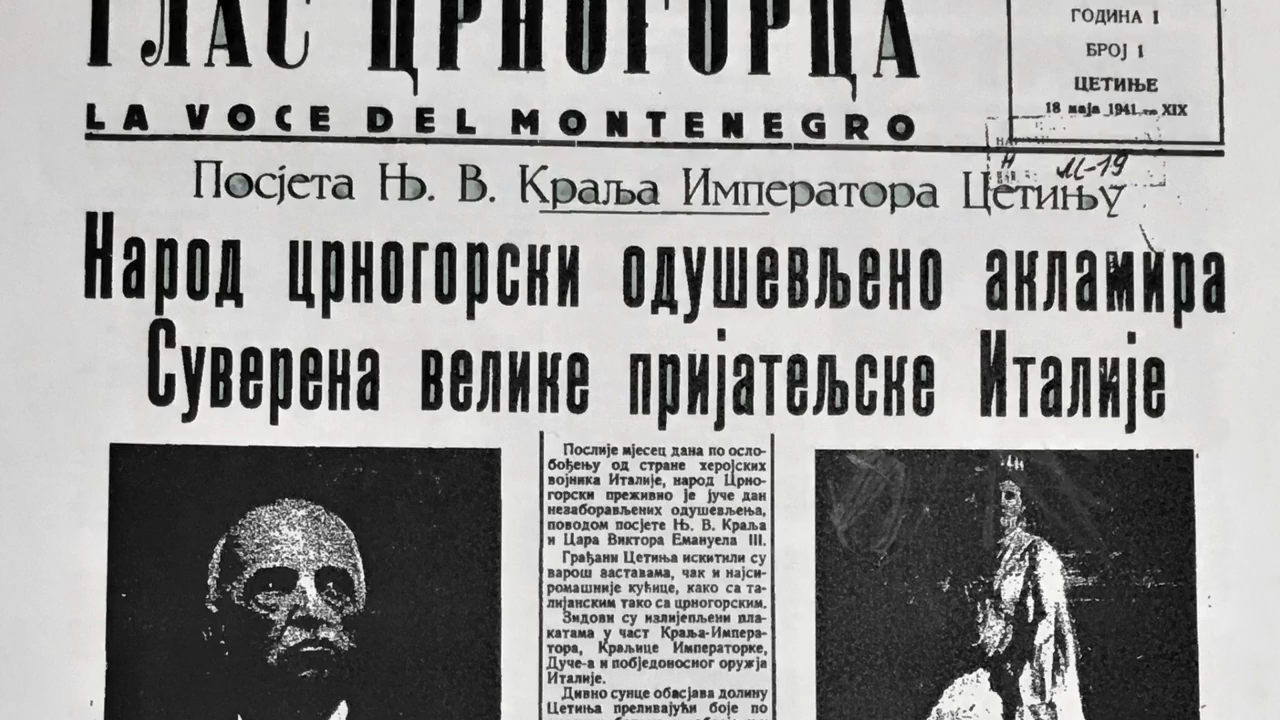 ГЛАС ЦРНОГОРЦА
LA VOCE DEL MONTENEGRO
ГОДИНА I
БРОЈ 1
ЦЕТИЊЕ
18 маја 1941 — XIX
Н
М-19
Посјета Њ. В. Краља Императора Цетињу
Народ црногорски одушевљено акламира
Суверена велике пријатељске Италије
Послије мјесец дана по осло-
бођењу од стране херојских
војника Италије, народ Црно-
горски преживио је јуче дан
незаборављених одушевљења,
поводом посјете Њ. В. Краља
и Цара Виктора Емануела III.
Грађани Цетиња искитили су
варош заставама, чак и најси-
ромашније кућице, како са та-
лијанским тако са црногорским.
Зидови су излијепљени пла-
катама у част Краља-Импера-
тора, Краљице Императорке,
Дуче-а и побједоносног оружја
Италије.
Дивно сунце обасјава долину
Цетиња преливајући боје по